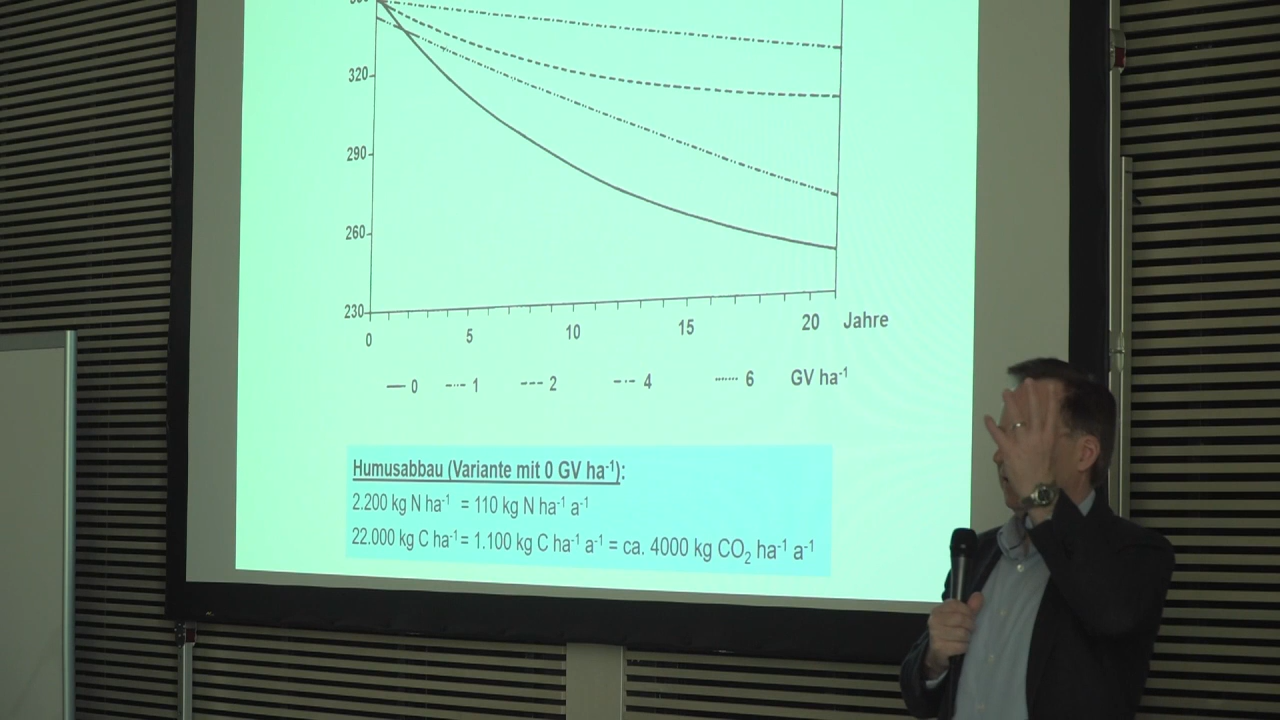 320
290
260
230
0 5 10 15 20 Jahre
0 1 2 4 6 GV ha⁻¹
Humusabbau (Variante mit 0 GV ha⁻¹):
2.200 kg N ha⁻¹ = 110 kg N ha⁻¹ a⁻¹
22.000 kg C ha⁻¹ = 1.100 kg C ha⁻¹ a⁻¹ = ca. 4000 kg CO₂ ha⁻¹ a⁻¹